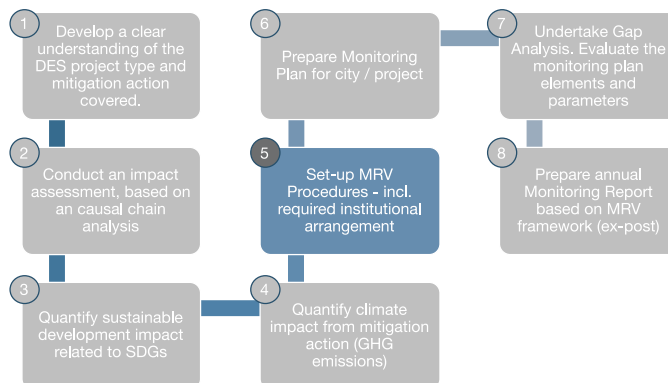 1
Develop a clear
understanding of the
DES project type and
mitigation action
covered.
2
Conduct an impact
assessment, based on
an causal chain
analysis
3
Quantify sustainable
development impact
related to SDGs
4
Quantify climate
impact from mitigation
action (GHG
emissions)
5
Set-up MRV
Procedures - incl.
required institutional
arrangement
6
Prepare Monitoring
Plan for city / project
7
Undertake Gap
Analysis. Evaluate the
monitoring plan
elements and
parameters
8
Prepare annual
Monitoring Report
based on MRV
framework (ex-post)